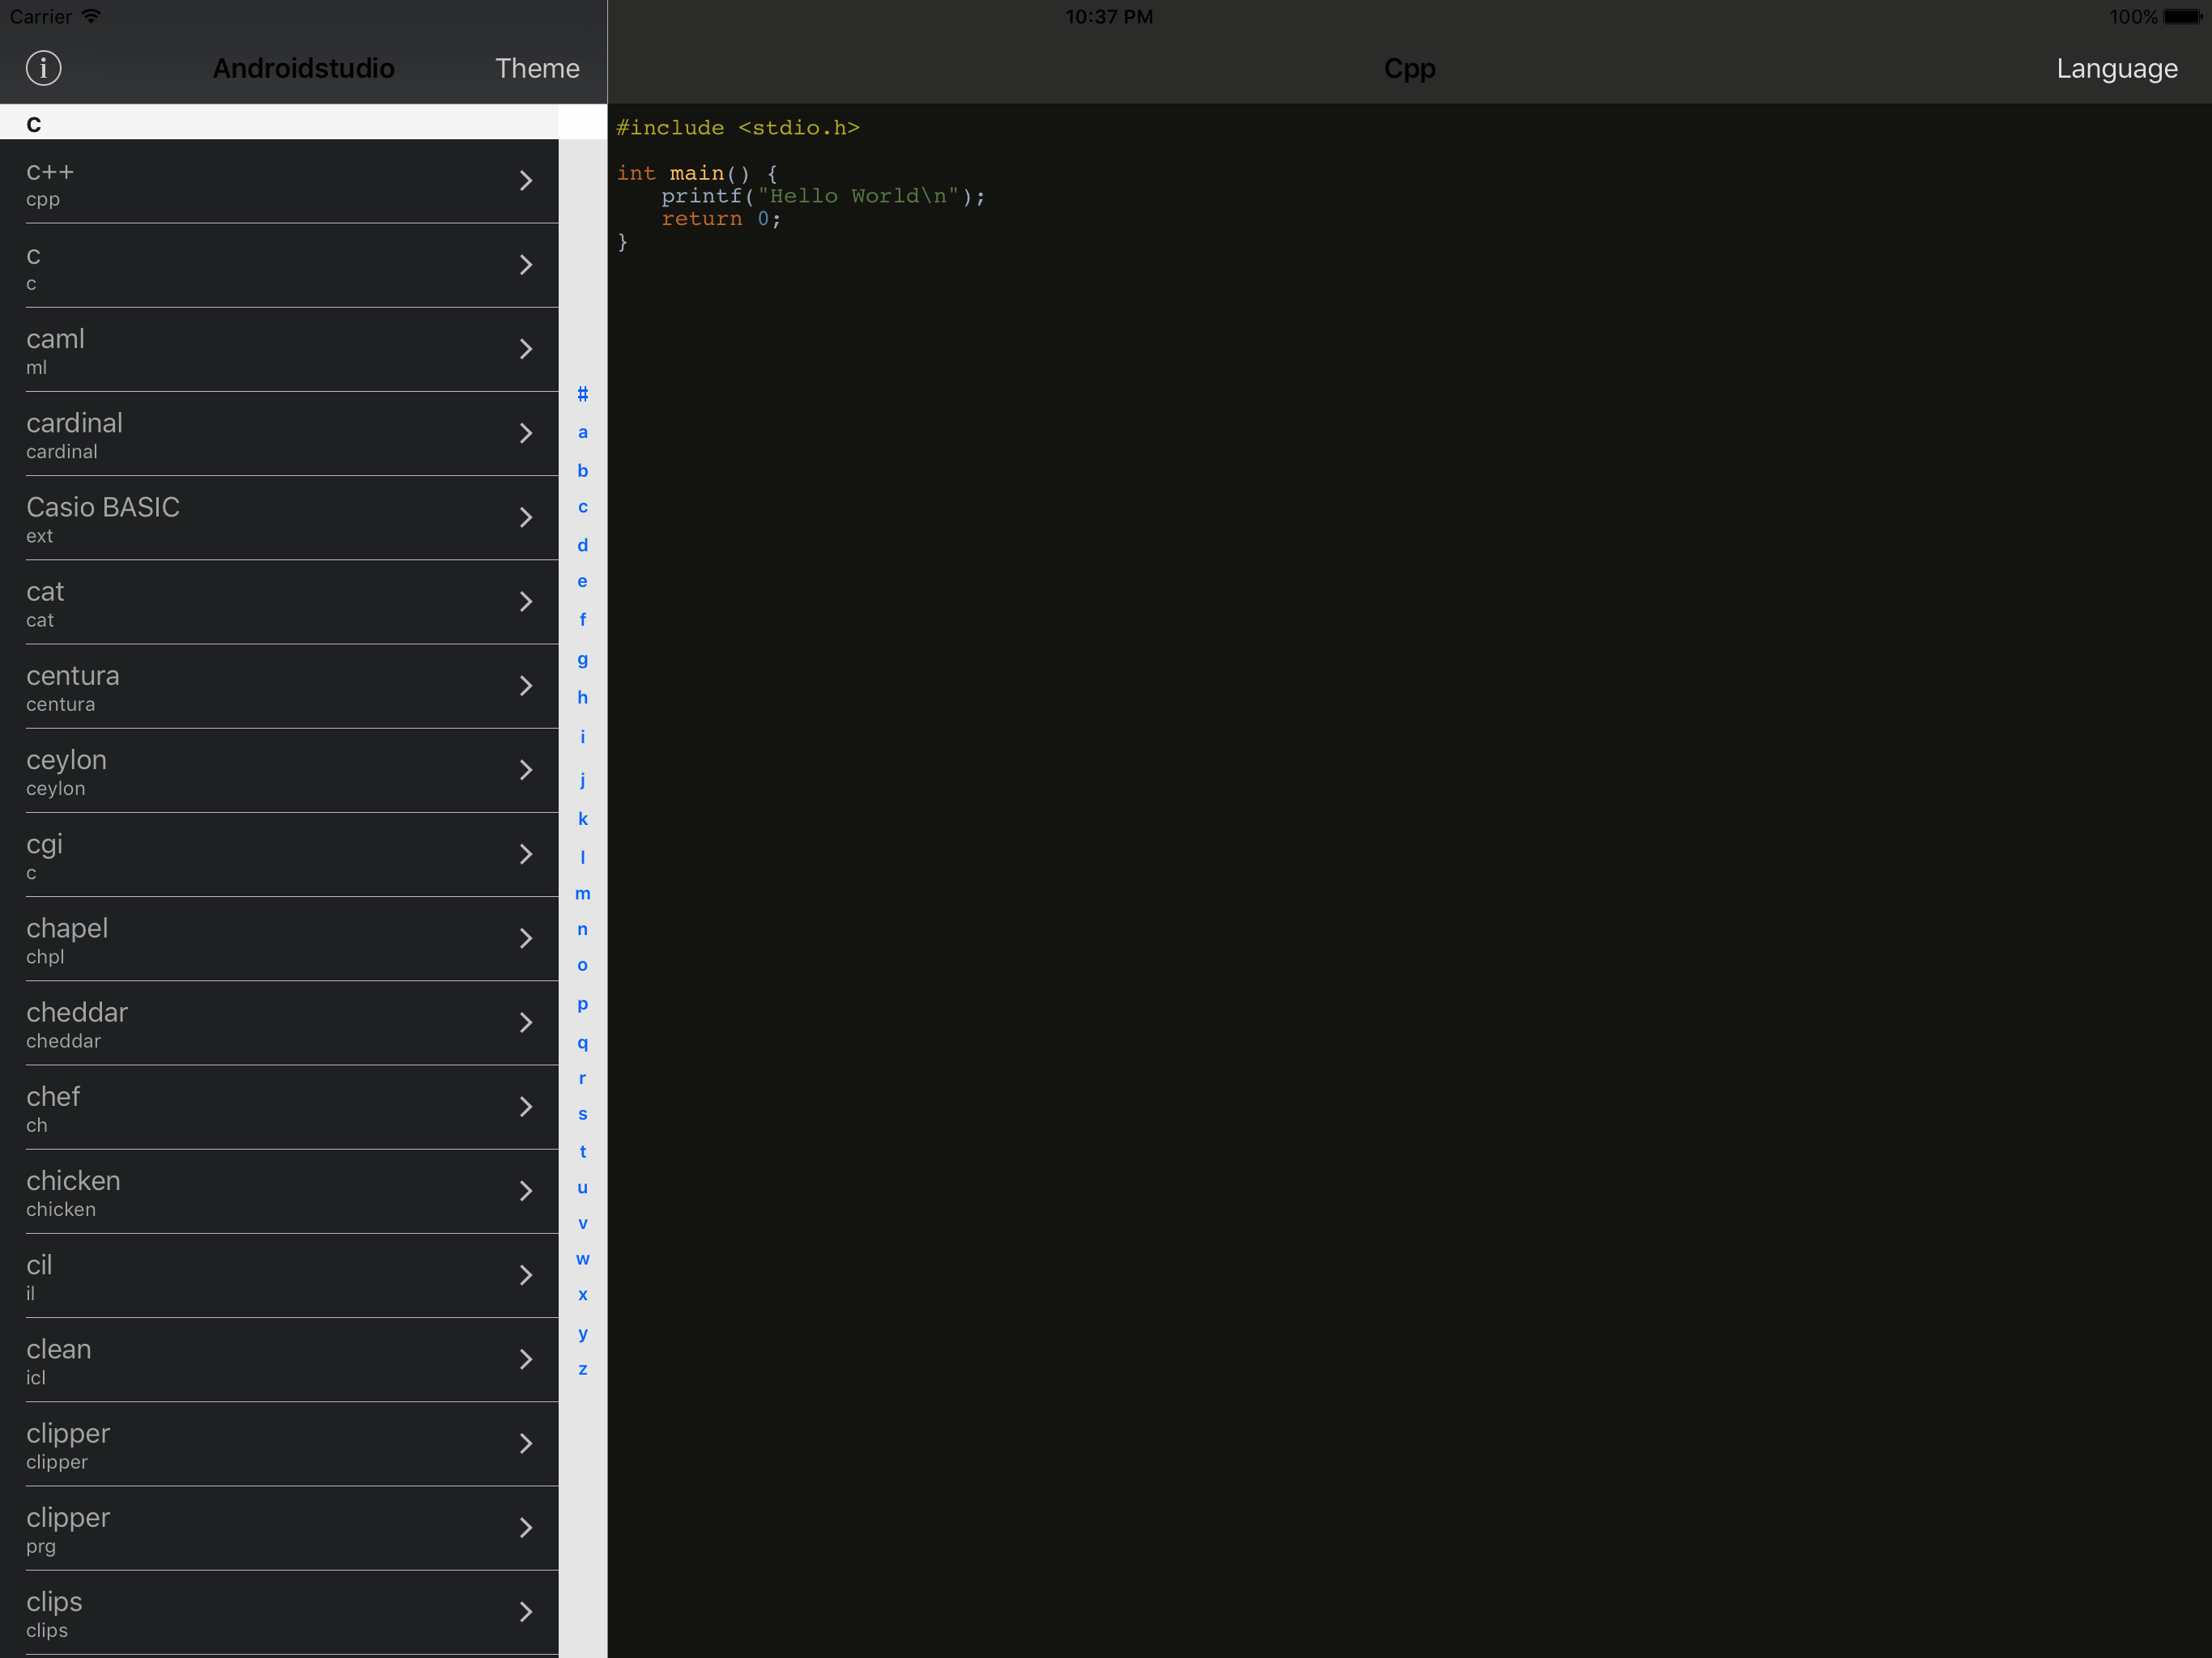 Carrier
10:37 PM
100%
Androidstudio
Theme
Cpp
Language
c
c++
cpp
c
c
caml
ml
cardinal
cardinal
Casio BASIC
ext
cat
cat
centura
centura
ceylon
ceylon
cgi
c
chapel
chpl
cheddar
cheddar
chef
ch
chicken
chicken
cil
il
clean
icl
clipper
clipper
clipper
prg
clips
clips
#
a
b
c
d
e
f
g
h
i
j
k
l
m
n
o
p
q
r
s
t
u
v
w
x
y
z
#include <stdio.h>
int main() {
printf("Hello World\n");
return 0;
}